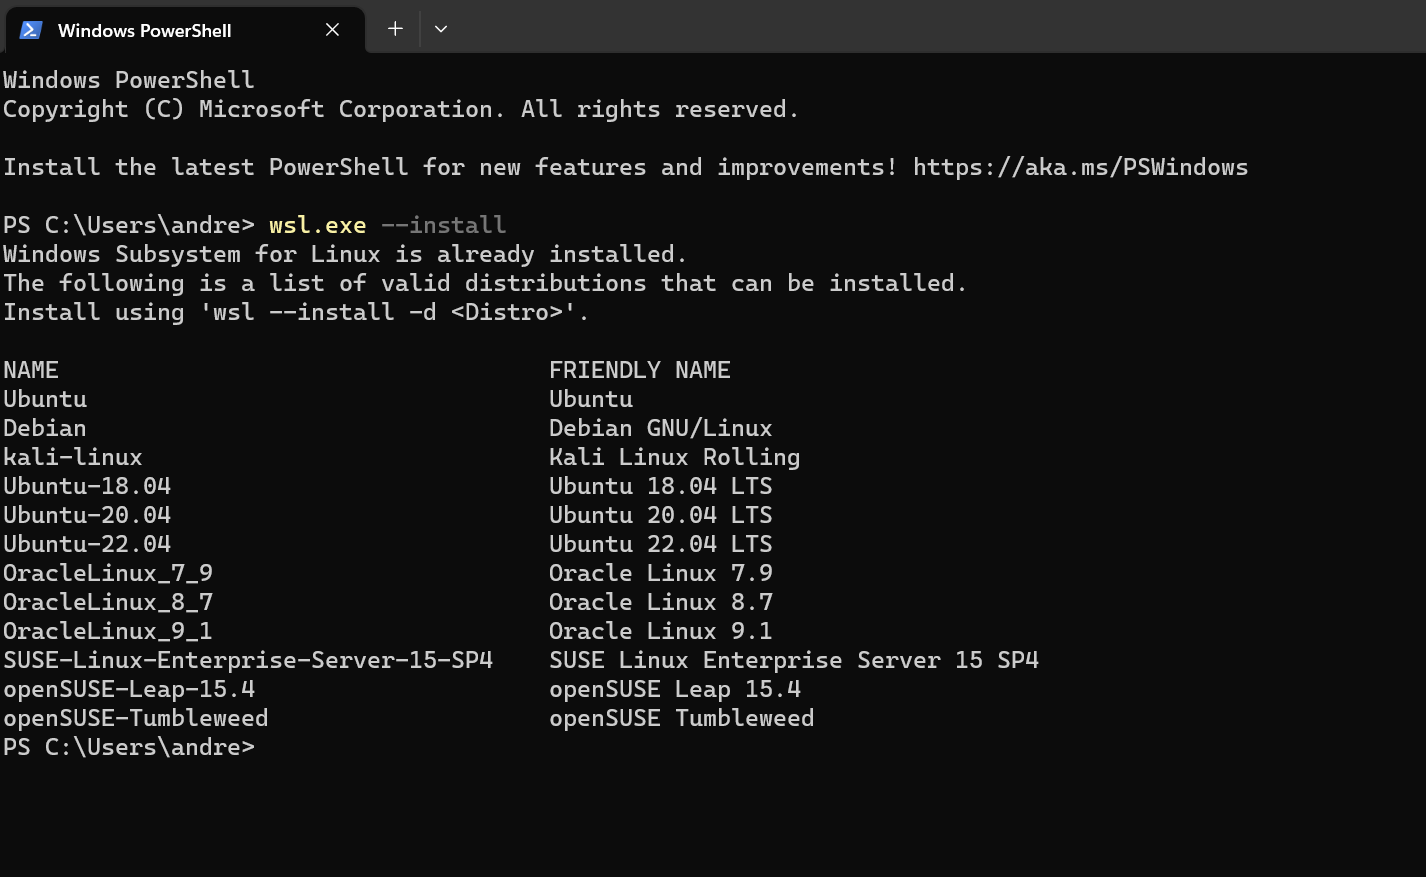 Windows PowerShell
Windows PowerShell
Copyright (C) Microsoft Corporation. All rights reserved.
Install the latest PowerShell for new features and improvements! https://aka.ms/PSWindows
PS C:\Users\andre> wsl.exe --install
Windows Subsystem for Linux is already installed.
The following is a list of valid distributions that can be installed.
Install using 'wsl --install -d <Distro>'.
NAME FRIENDLY NAME
Ubuntu Ubuntu
Debian Debian GNU/Linux
kali-linux Kali Linux Rolling
Ubuntu-18.04 Ubuntu 18.04 LTS
Ubuntu-20.04 Ubuntu 20.04 LTS
Ubuntu-22.04 Ubuntu 22.04 LTS
OracleLinux_7_9 Oracle Linux 7.9
OracleLinux_8_7 Oracle Linux 8.7
OracleLinux_9_1 Oracle Linux 9.1
SUSE-Linux-Enterprise-Server-15-SP4 SUSE Linux Enterprise Server 15 SP4
openSUSE-Leap-15.4 openSUSE Leap 15.4
openSUSE-Tumbleweed openSUSE Tumbleweed
PS C:\Users\andre>